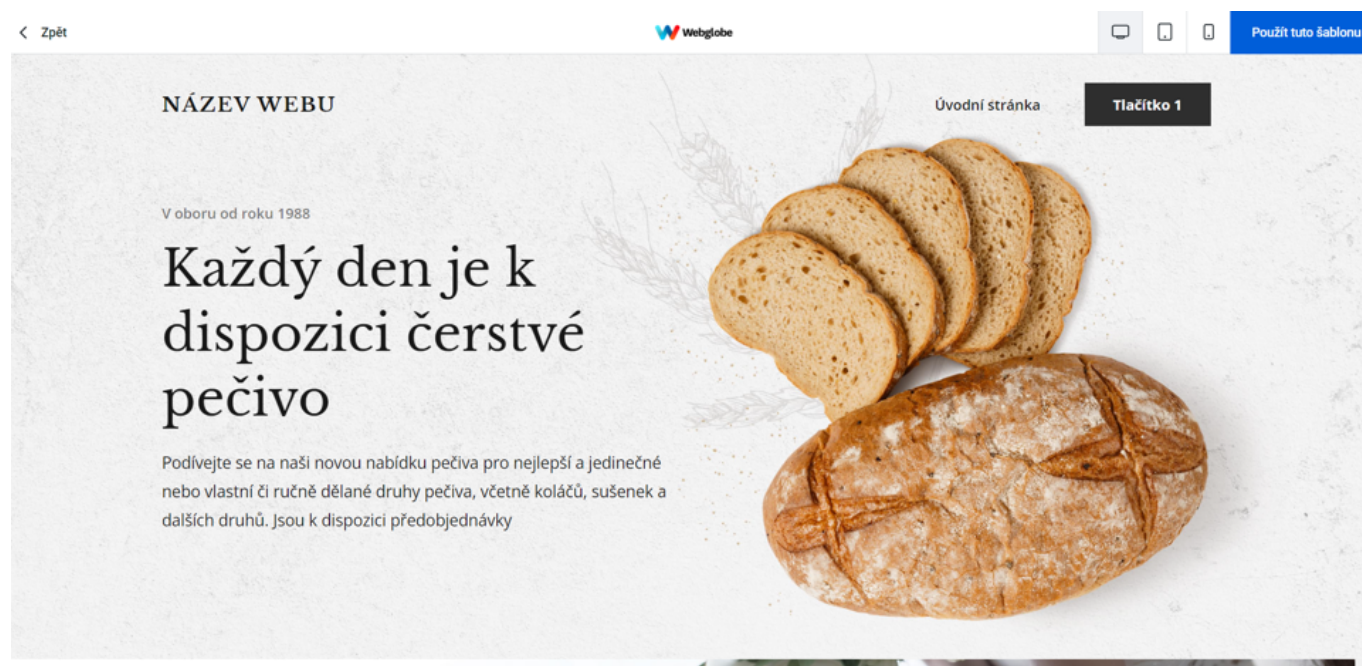 Zpět
Webglobe
Použít tuto šablonu
NÁZEV WEBU
Úvodní stránka
Tlačítko 1
V oboru od roku 1988
Každý den je k
dispozici čerstvé
pečivo
Podívejte se na naši novou nabídku pečiva pro nejlepší a jedinečné
nebo vlastní či ručně dělané druhy pečiva, včetně koláčů, sušenek a
dalších druhů. Jsou k dispozici předobjednávky